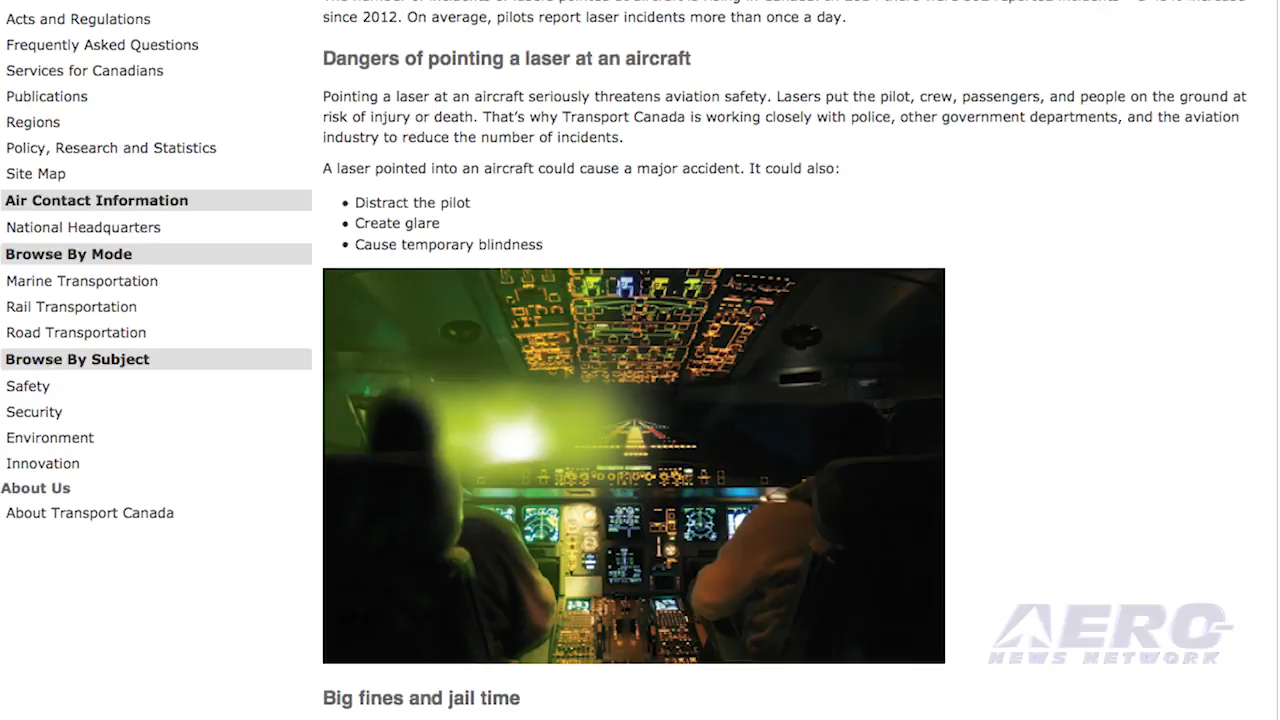 Acts and Regulations
Frequently Asked Questions
Services for Canadians
Publications
Regions
Policy, Research and Statistics
Site Map
Air Contact Information
National Headquarters
Browse By Mode
Marine Transportation
Rail Transportation
Road Transportation
Browse By Subject
Safety
Security
Environment
Innovation
About Us
About Transport Canada
since 2012. On average, pilots report laser incidents more than once a day.
Dangers of pointing a laser at an aircraft
Pointing a laser at an aircraft seriously threatens aviation safety. Lasers put the pilot, crew, passengers, and people on the ground at
risk of injury or death. That’s why Transport Canada is working closely with police, other government departments, and the aviation
industry to reduce the number of incidents.
A laser pointed into an aircraft could cause a major accident. It could also:
• Distract the pilot
• Create glare
• Cause temporary blindness
Big fines and jail time
AERO
NEWS NETWORK